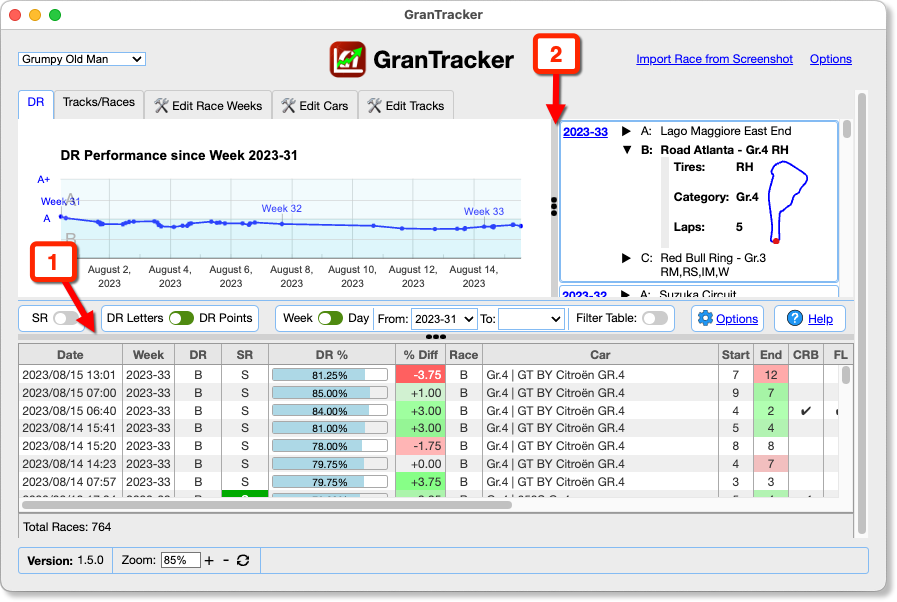 GranTracker
Grumpy Old Man
GranTracker
2
Import Race from Screenshot Options
DR Tracks/Races Edit Race Weeks Edit Cars Edit Tracks
DR Performance since Week 2023-31
A+
Week 31
A
A
B
Week 32
Week 33
August 2, 2023
August 4, 2023
August 6, 2023
August 8, 2023
August 10, 2023
August 12, 2023
August 14, 2023
1
2023-33 ▶ A: Lago Maggiore East End
▼ B: Road Atlanta - Gr.4 RH
Tires: RH
Category: Gr.4
Laps: 5
▶ C: Red Bull Ring - Gr.3
RM,RS,IM,W
2023-32 ▶ A: Suzuka Circuit
SR DR Letters DR Points Week Day From: 2023-31 To: Filter Table: Options Help
Date Week DR SR DR % % Diff Race Car Start End CRB FL
2023/08/15 13:01 2023-33 B S 81.25% -3.75 B Gr.4 | GT BY Citroën GR.4 7 12
2023/08/15 07:00 2023-33 B S 85.00% +1.00 B Gr.4 | GT BY Citroën GR.4 9 7
2023/08/15 06:40 2023-33 B S 84.00% +3.00 B Gr.4 | GT BY Citroën GR.4 4 2 ✔
2023/08/14 15:41 2023-33 B S 81.00% +3.00 B Gr.4 | GT BY Citroën GR.4 5 4
2023/08/14 15:20 2023-33 B S 78.00% -1.75 B Gr.4 | GT BY Citroën GR.4 8 8
2023/08/14 14:23 2023-33 B S 79.75% +0.00 B Gr.4 | GT BY Citroën GR.4 4 7
2023/08/14 07:57 2023-33 B S 79.75% +3.75 B Gr.4 | GT BY Citroën GR.4 3 3
Total Races: 764
Version: 1.5.0 Zoom: 85% + -